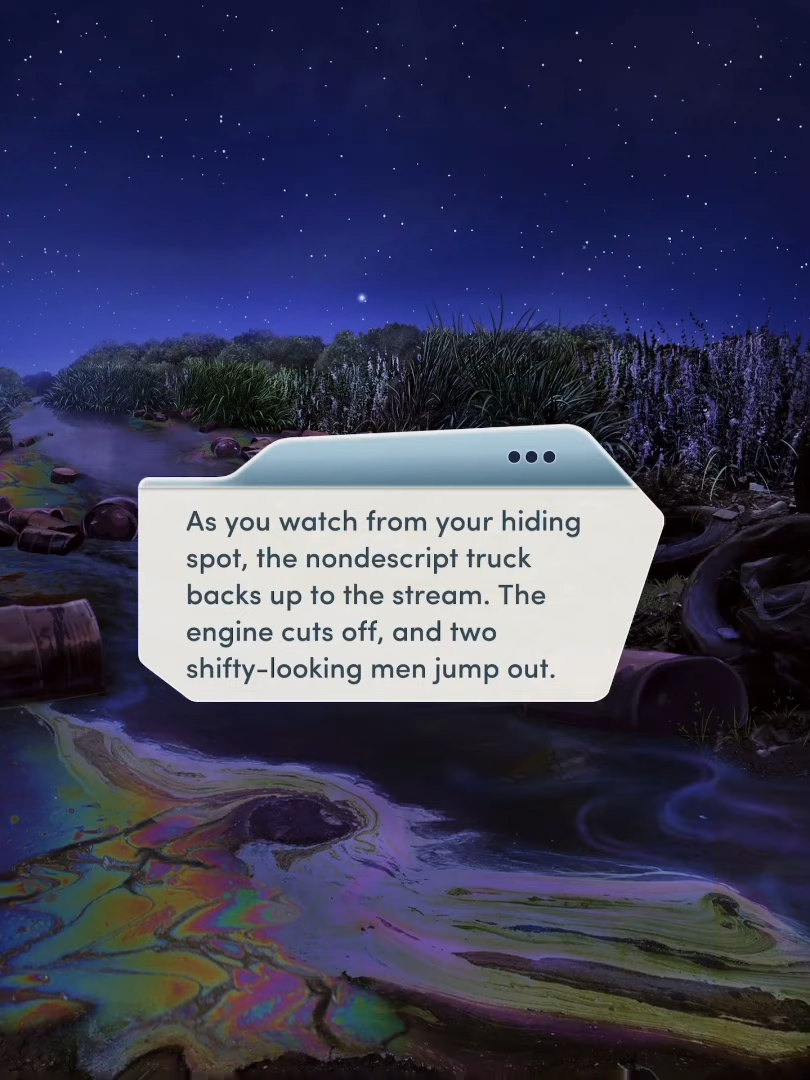 As you watch from your hiding
spot, the nondescript truck
backs up to the stream. The
engine cuts off, and two
shifty-looking men jump out.